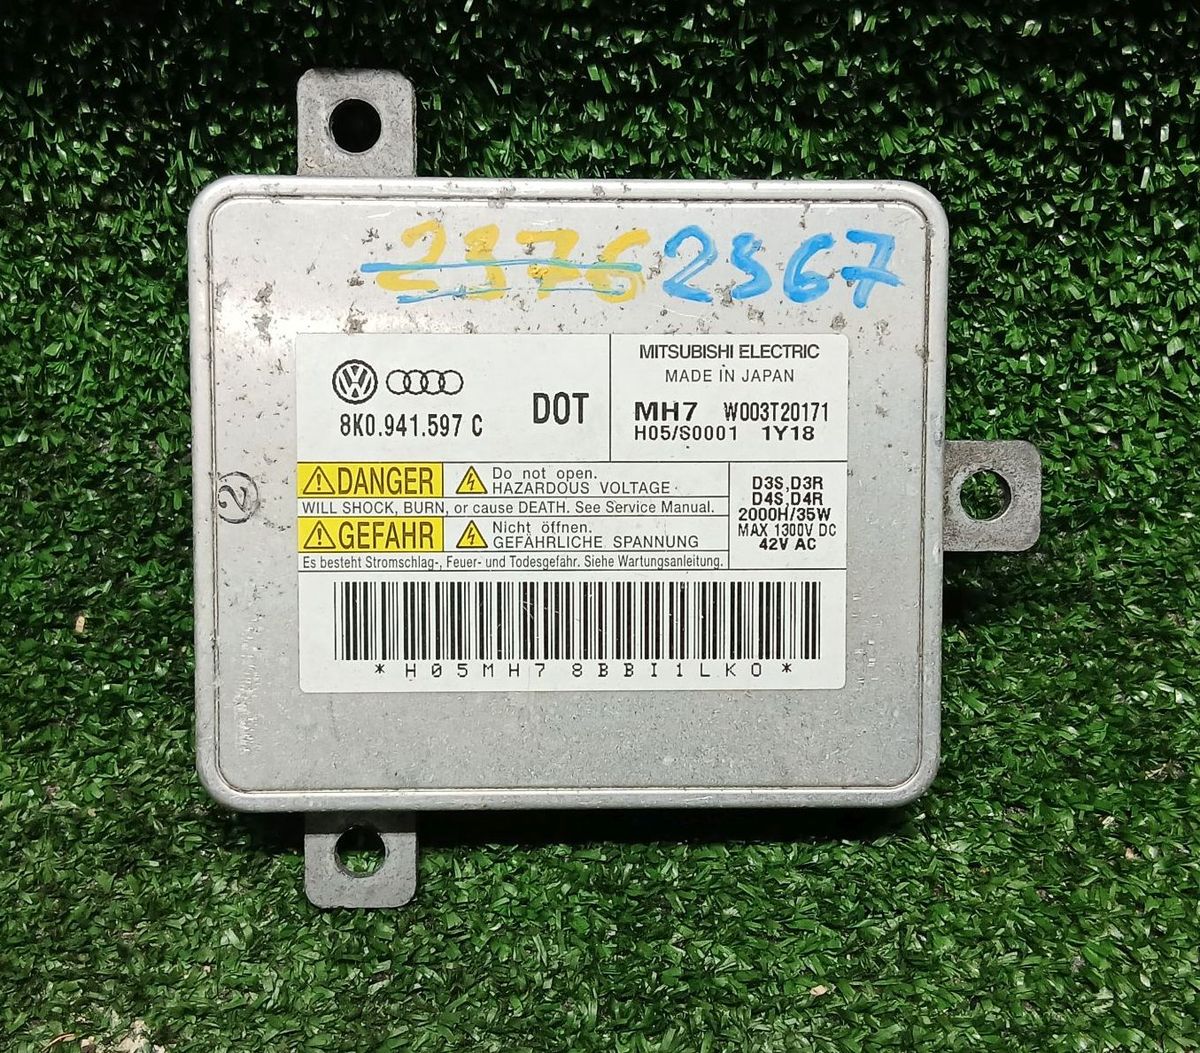 2376 2567
VW
8K0.941.597 C
DOT
MITSUBISHI ELECTRIC
MADE IN JAPAN
MH7 W003T20171
H05/S0001 1Y18
DANGER
Do not open.
HAZARDOUS VOLTAGE
WILL SHOCK, BURN, or cause DEATH. See Service Manual.
GEFAHR
Nicht öffnen.
GEFÄHRLICHE SPANNUNG
Es besteht Stromschlag-, Feuer- und Todesgefahr. Siehe Wartungsanleitung.
D3S,D3R
D4S,D4R
2000H/35W
MAX 1300V DC
42V AC
2
*H05MH78BBI1LK0*